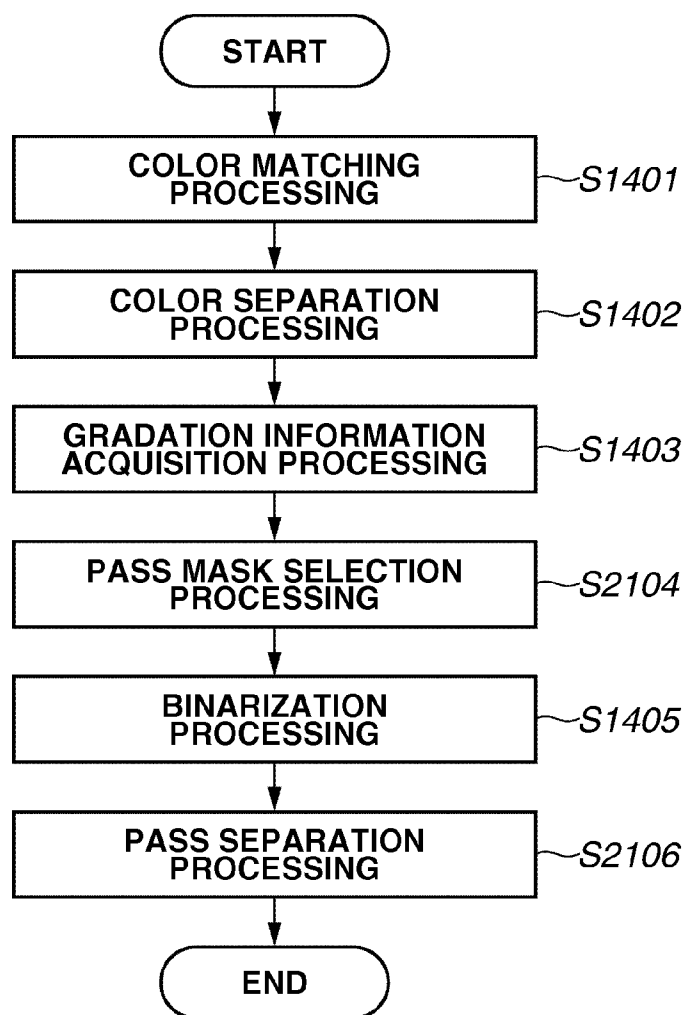 START
COLOR MATCHING
PROCESSING
S1401
COLOR SEPARATION
PROCESSING
S1402
GRADATION INFORMATION
ACQUISITION PROCESSING
S1403
PASS MASK SELECTION
PROCESSING
S2104
BINARIZATION
PROCESSING
S1405
PASS SEPARATION
PROCESSING
S2106
END